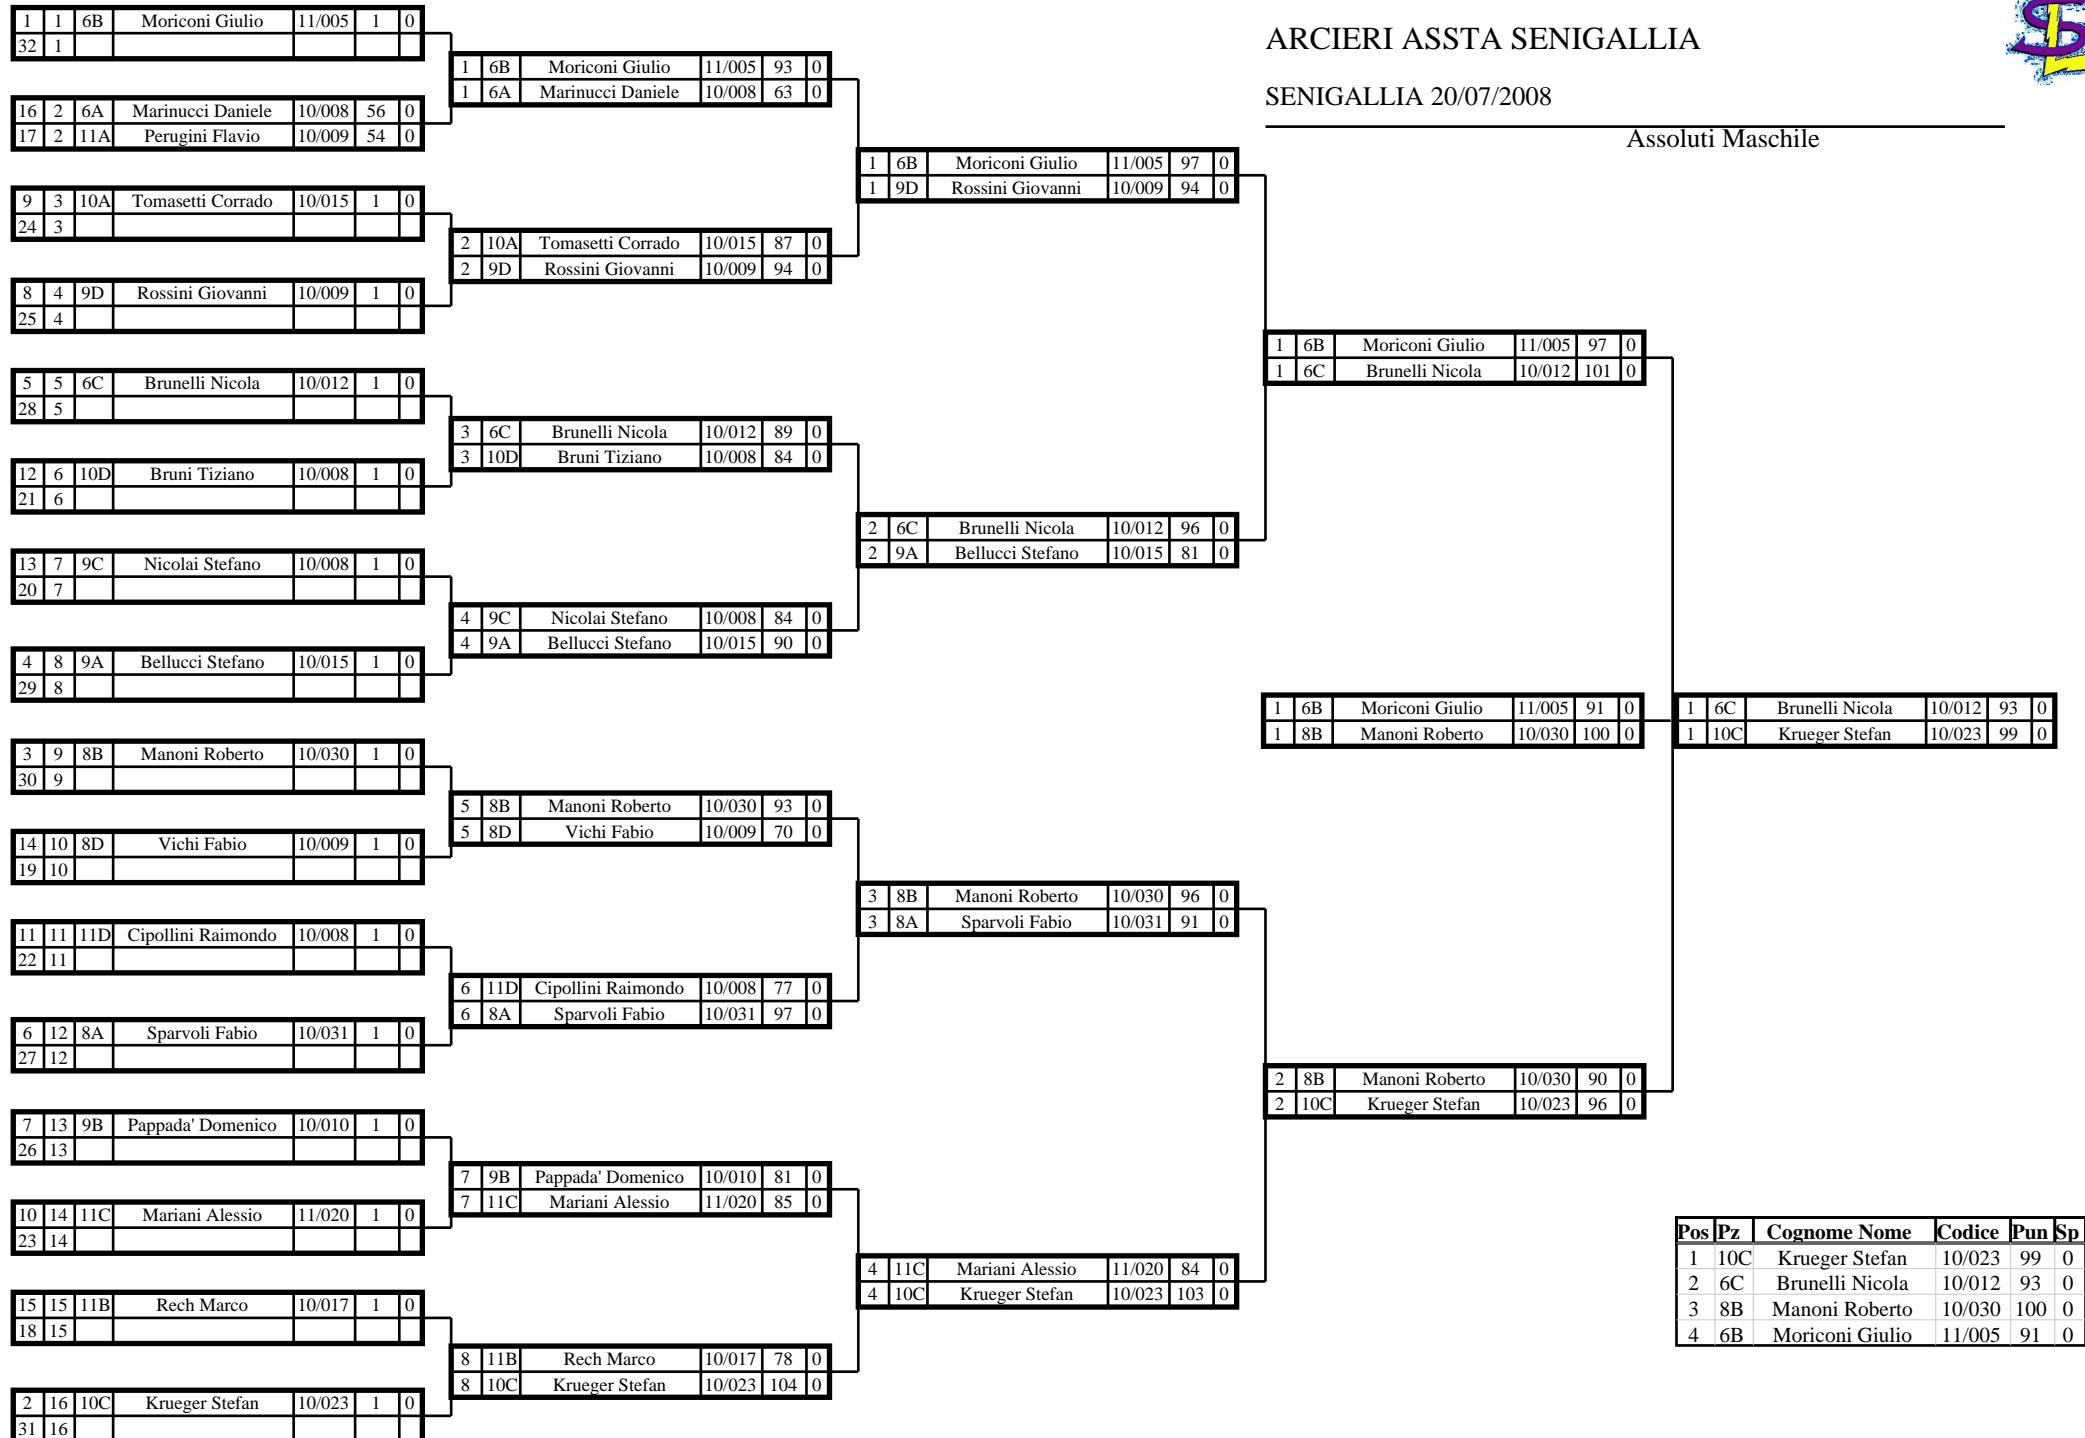 ARCIERI ASSTA SENIGALLIA
SENIGALLIA 20/07/2008
Assoluti Maschile
1 1 6B Moriconi Giulio 11/005 1 0
32 1
16 2 6A Marinucci Daniele 10/008 56 0
17 2 11A Perugini Flavio 10/009 54 0
9 3 10A Tomasetti Corrado 10/015 1 0
24 3
8 4 9D Rossini Giovanni 10/009 1 0
25 4
5 5 6C Brunelli Nicola 10/012 1 0
28 5
12 6 10D Bruni Tiziano 10/008 1 0
21 6
13 7 9C Nicolai Stefano 10/008 1 0
20 7
4 8 9A Bellucci Stefano 10/015 1 0
29 8
3 9 8B Manoni Roberto 10/030 1 0
30 9
14 10 8D Vichi Fabio 10/009 1 0
19 10
11 11 11D Cipollini Raimondo 10/008 1 0
22 11
6 12 8A Sparvoli Fabio 10/031 1 0
27 12
7 13 9B Pappada' Domenico 10/010 1 0
26 13
10 14 11C Mariani Alessio 11/020 1 0
23 14
15 15 11B Rech Marco 10/017 1 0
18 15
2 16 10C Krueger Stefan 10/023 1 0
31 16
1 6B Moriconi Giulio 11/005 93 0
1 6A Marinucci Daniele 10/008 63 0
2 10A Tomasetti Corrado 10/015 87 0
2 9D Rossini Giovanni 10/009 94 0
3 6C Brunelli Nicola 10/012 89 0
3 10D Bruni Tiziano 10/008 84 0
4 9C Nicolai Stefano 10/008 84 0
4 9A Bellucci Stefano 10/015 90 0
5 8B Manoni Roberto 10/030 93 0
5 8D Vichi Fabio 10/009 70 0
6 11D Cipollini Raimondo 10/008 77 0
6 8A Sparvoli Fabio 10/031 97 0
7 9B Pappada' Domenico 10/010 81 0
7 11C Mariani Alessio 11/020 85 0
8 11B Rech Marco 10/017 78 0
8 10C Krueger Stefan 10/023 104 0
1 6B Moriconi Giulio 11/005 97 0
1 9D Rossini Giovanni 10/009 94 0
2 6C Brunelli Nicola 10/012 96 0
2 9A Bellucci Stefano 10/015 81 0
3 8B Manoni Roberto 10/030 96 0
3 8A Sparvoli Fabio 10/031 91 0
4 11C Mariani Alessio 11/020 84 0
4 10C Krueger Stefan 10/023 103 0
1 6B Moriconi Giulio 11/005 97 0
1 6C Brunelli Nicola 10/012 101 0
1 6B Moriconi Giulio 11/005 91 0
1 8B Manoni Roberto 10/030 100 0
2 8B Manoni Roberto 10/030 90 0
2 10C Krueger Stefan 10/023 96 0
1 6C Brunelli Nicola 10/012 93 0
1 10C Krueger Stefan 10/023 99 0
Pos Pz Cognome Nome Codice Pun Sp
1 10C Krueger Stefan 10/023 99 0
2 6C Brunelli Nicola 10/012 93 0
3 8B Manoni Roberto 10/030 100 0
4 6B Moriconi Giulio 11/005 91 0